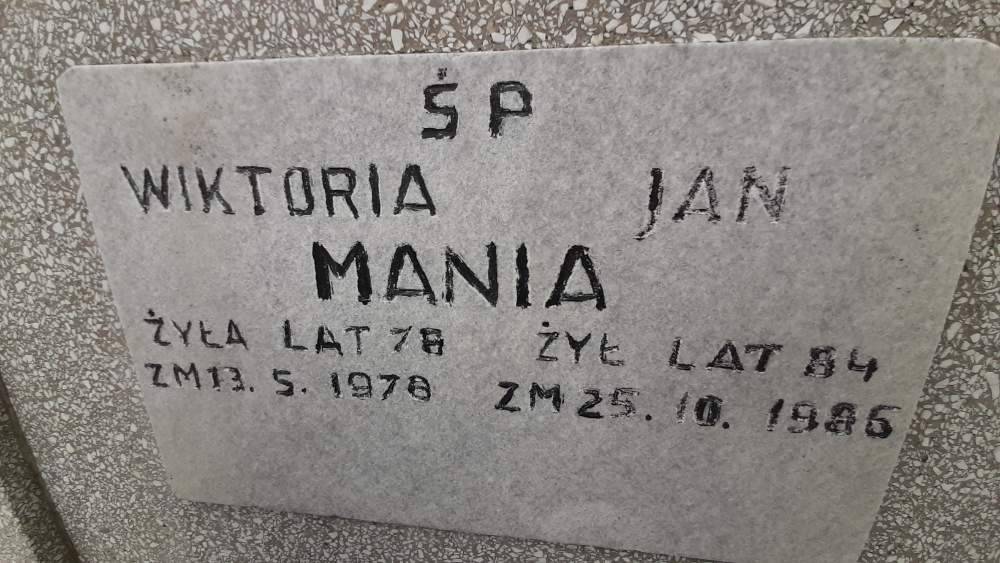 ŚP
WIKTORIA JAN
MANIA
ŻYŁA LAT 78 ŻYŁ LAT 84
ZM 13. 5. 1978 ZM 25. 10. 1986